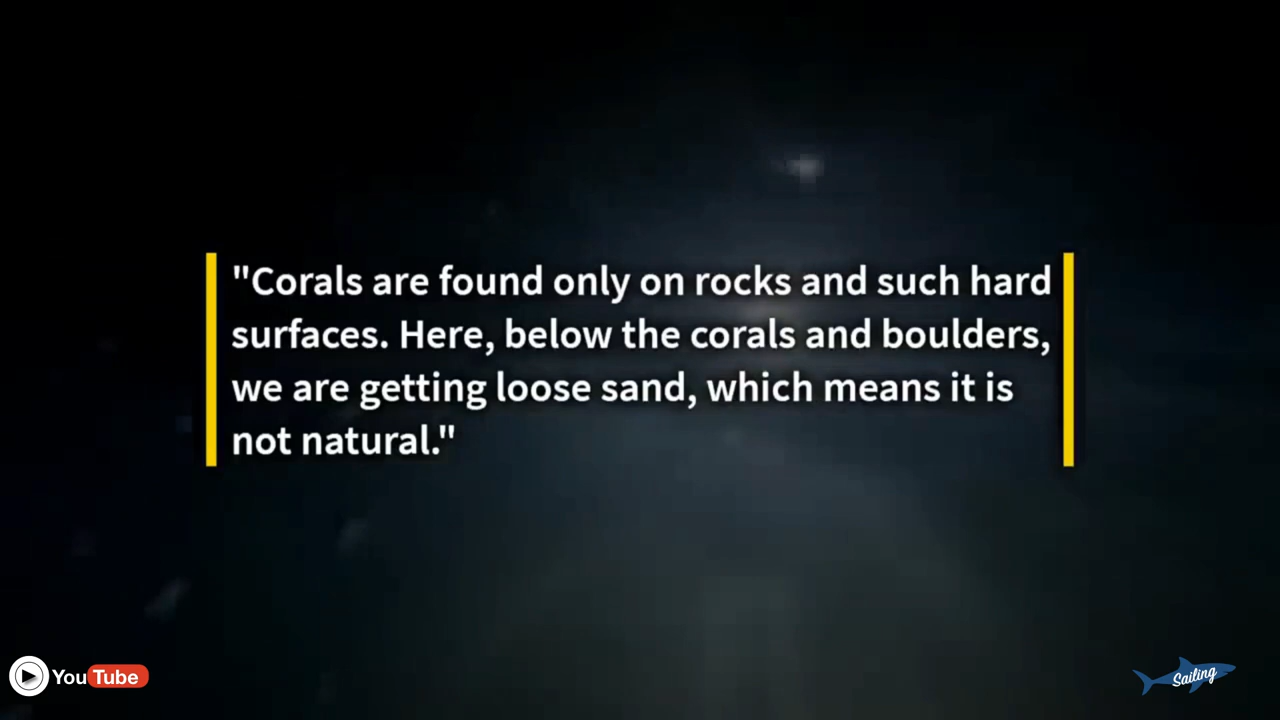 "Corals are found only on rocks and such hard
surfaces. Here, below the corals and boulders,
we are getting loose sand, which means it is
not natural."
YouTube
Sailing